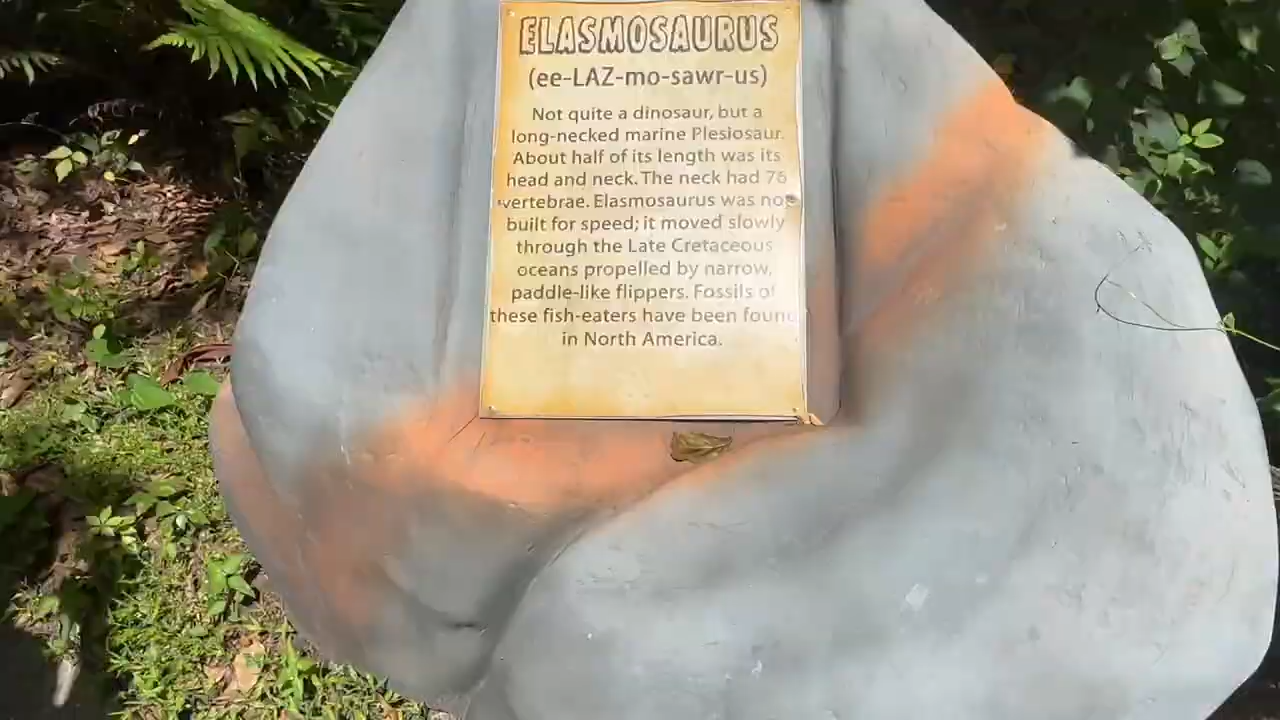 ELASMOSAURUS
(ee-LAZ-mo-sawr-us)
Not quite a dinosaur, but a
long-necked marine Plesiosaur.
About half of its length was its
head and neck. The neck had 76
vertebrae. Elasmosaurus was not
built for speed; it moved slowly
through the Late Cretaceous
oceans propelled by narrow,
paddle-like flippers. Fossils of
these fish-eaters have been found
in North America.